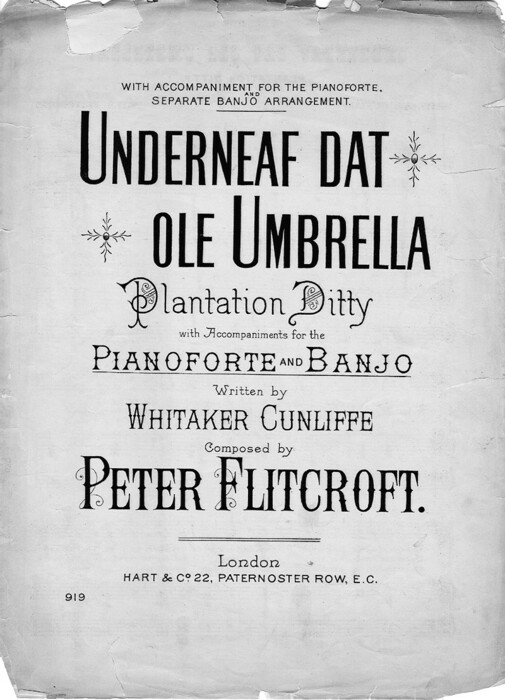 WITH ACCOMPANIMENT FOR THE PIANOFORTE.
AND
SEPARATE BANJO ARRANGEMENT.
UNDERNEAF DAT
OLE UMBRELLA
Plantation Ditty
with Accompaniments for the
PIANOFORTE AND BANJO
Written by
WHITAKER CUNLIFFE
Composed by
PETER FLITCROFT.
London
HART & Co 22, PATERNOSTER ROW, E.C.
919